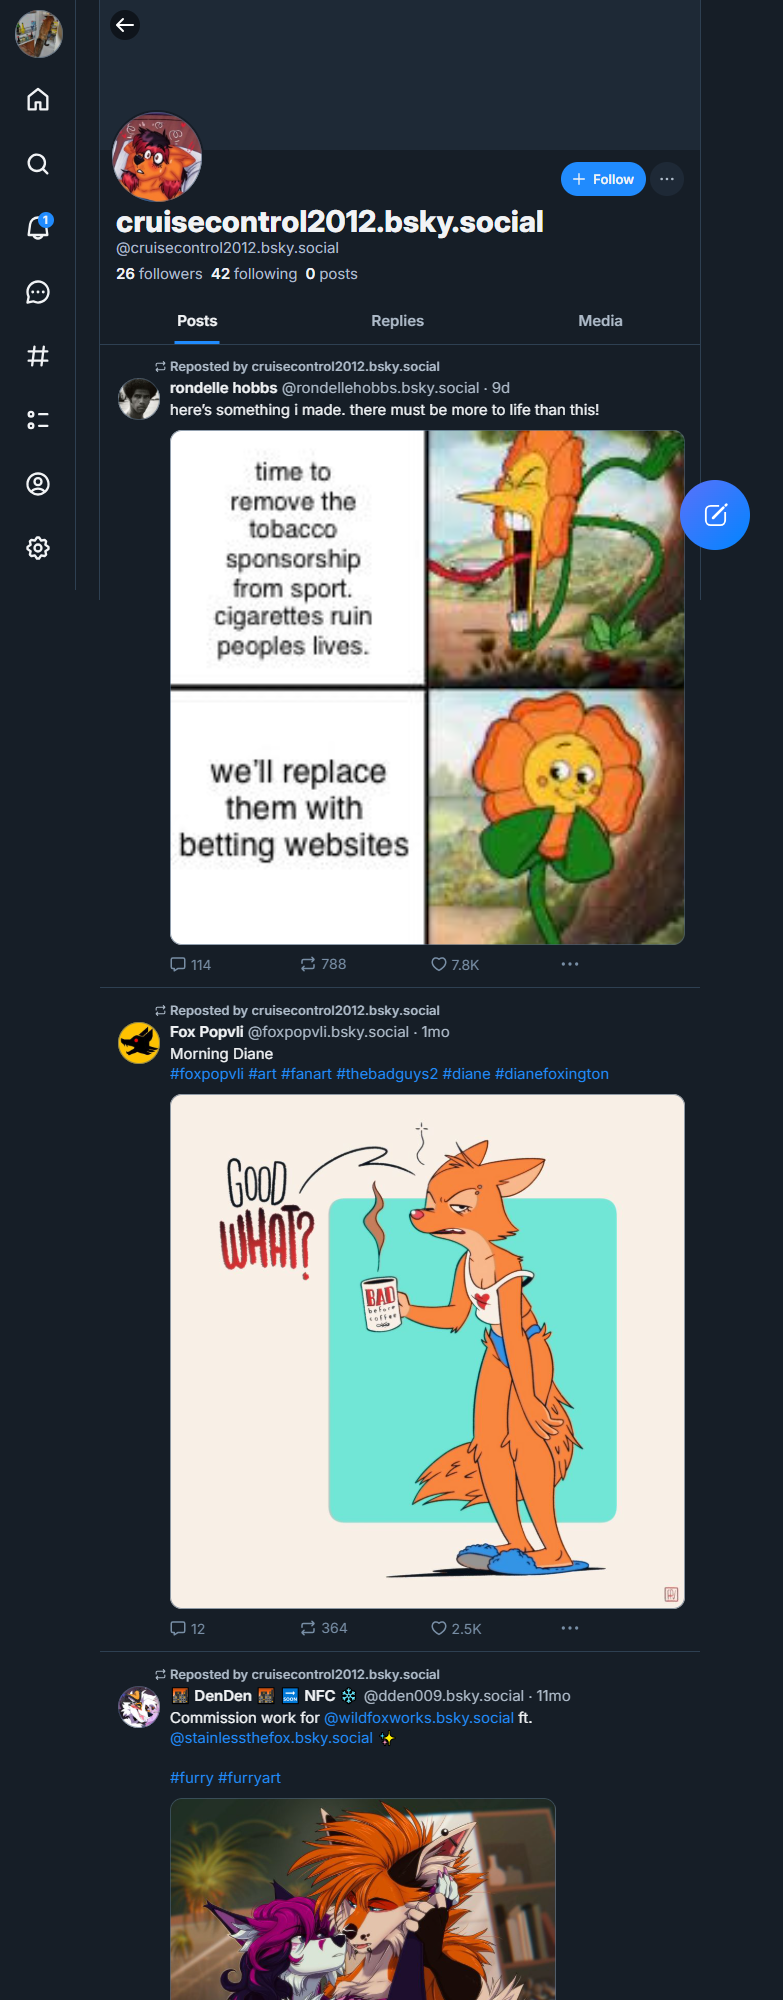 1
+ Follow
cruisecontrol2012.bsky.social
@cruisecontrol2012.bsky.social
26 followers 42 following 0 posts
Posts Replies Media
Reposted by cruisecontrol2012.bsky.social
rondelle hobbs @rondellehobbs.bsky.social · 9d
here's something i made. there must be more to life than this!
time to
remove the
tobacco
sponsorship
from sport.
cigarettes ruin
peoples lives.
we'll replace
them with
betting websites
114 788 7.8K
Reposted by cruisecontrol2012.bsky.social
Fox Popvli @foxpopvli.bsky.social · 1mo
Morning Diane
#foxpopvli #art #fanart #thebadguys2 #diane #dianefoxington
GOOD
WHAT?
BAD
before
coffee
12 364 2.5K
Reposted by cruisecontrol2012.bsky.social
DenDen SOON NFC @dden009.bsky.social · 11mo
Commission work for @wildfoxworks.bsky.social ft.
@stainlessthefox.bsky.social
#furry #furryart